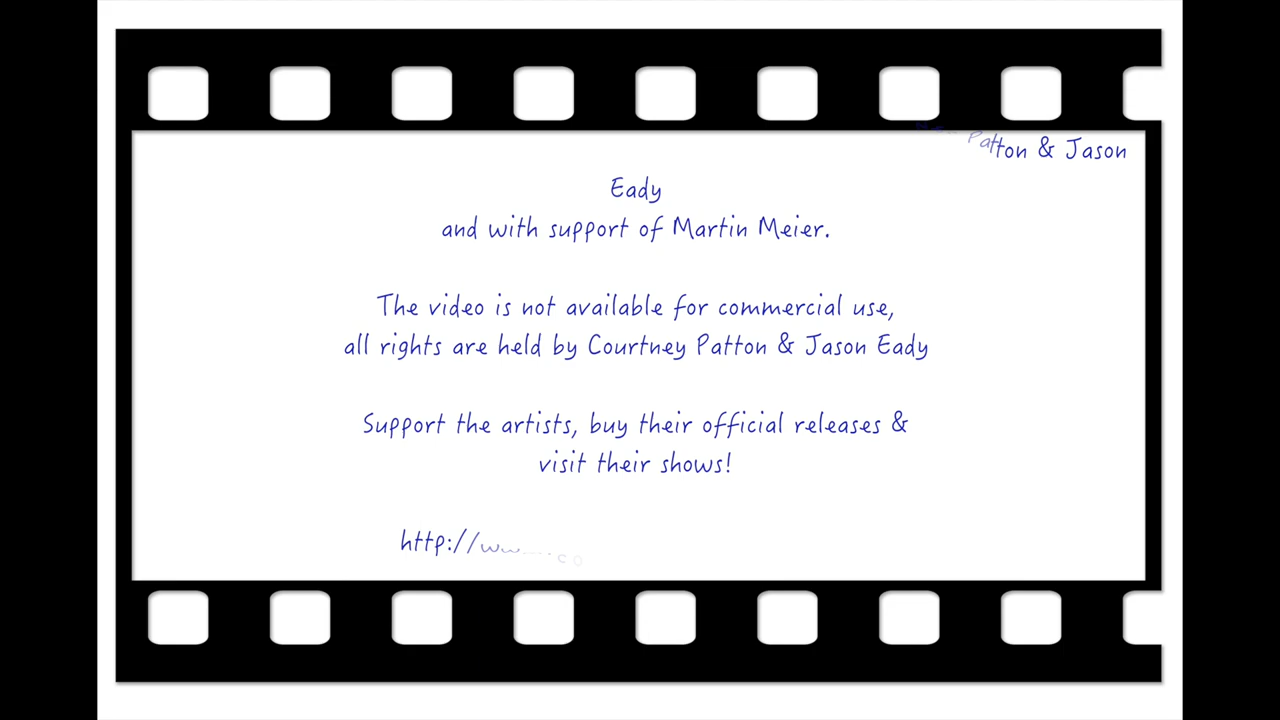 Patton & Jason
Eady
and with support of Martin Meier.
The video is not available for commercial use,
all rights are held by Courtney Patton & Jason Eady
Support the artists, buy their official releases &
visit their shows!
http://ww